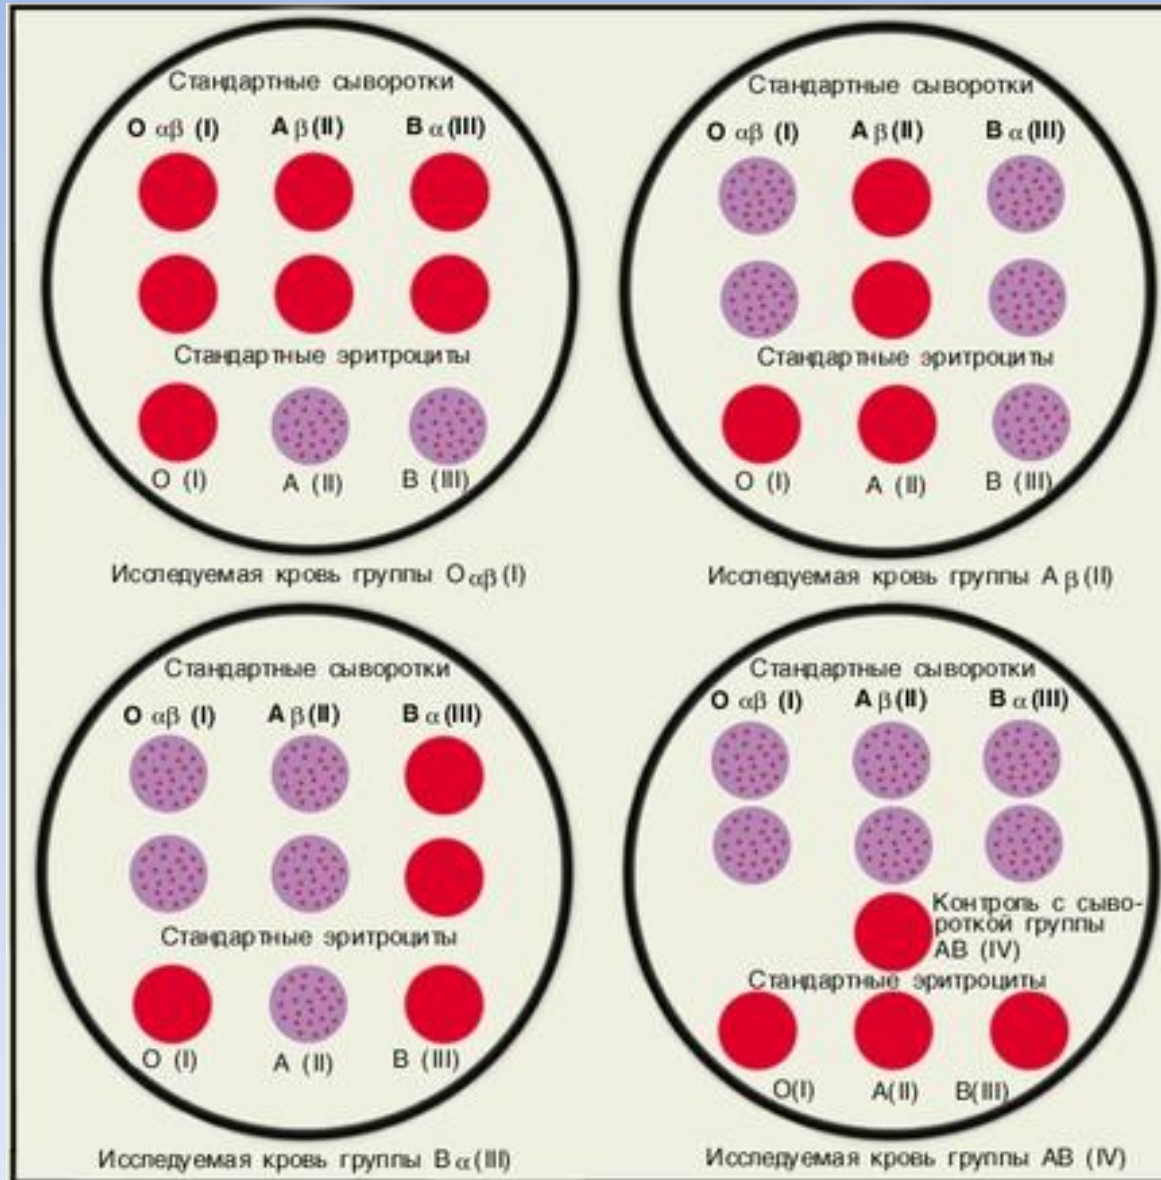 Стандартные сыворотки
O αβ (I) A β (II) B α (III)
Стандартные эритроциты
O (I) A (II) B (III)
Исследуемая кровь группы O αβ (I)
Стандартные сыворотки
O αβ (I) A β (II) B α (III)
Стандартные эритроциты
O (I) A (II) B (III)
Исследуемая кровь группы A β (II)
Стандартные сыворотки
O αβ (I) A β (II) B α (III)
Стандартные эритроциты
O (I) A (II) B (III)
Исследуемая кровь группы B α (III)
Стандартные сыворотки
O αβ (I) A β (II) B α (III)
Контроль с сыво-
роткой группы
AB (IV)
Стандартные эритроциты
O(I) A(II) B(III)
Исследуемая кровь группы AB (IV)